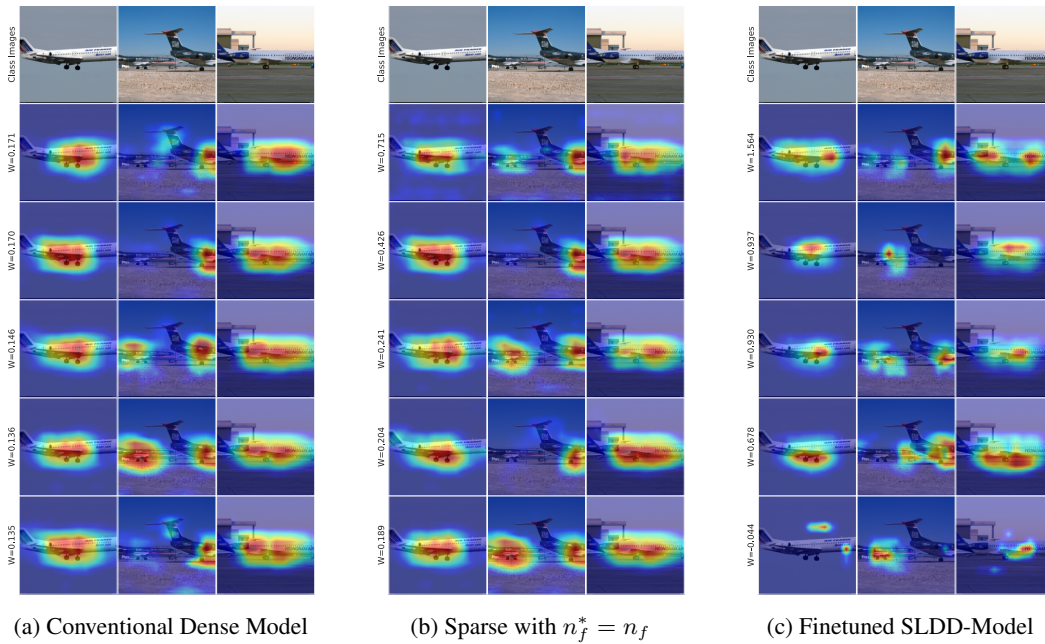 Class Images
W=0.171
W=0.170
W=0.146
W=0.136
W=0.135
(a) Conventional Dense Model
Class Images
W=0.715
W=0.426
W=0.241
W=0.204
W=0.189
(b) Sparse with $n_f^* = n_f$
Class Images
W=1.564
W=0.937
W=0.930
W=0.678
W=-0.044
(c) Finetuned SLDD-Model